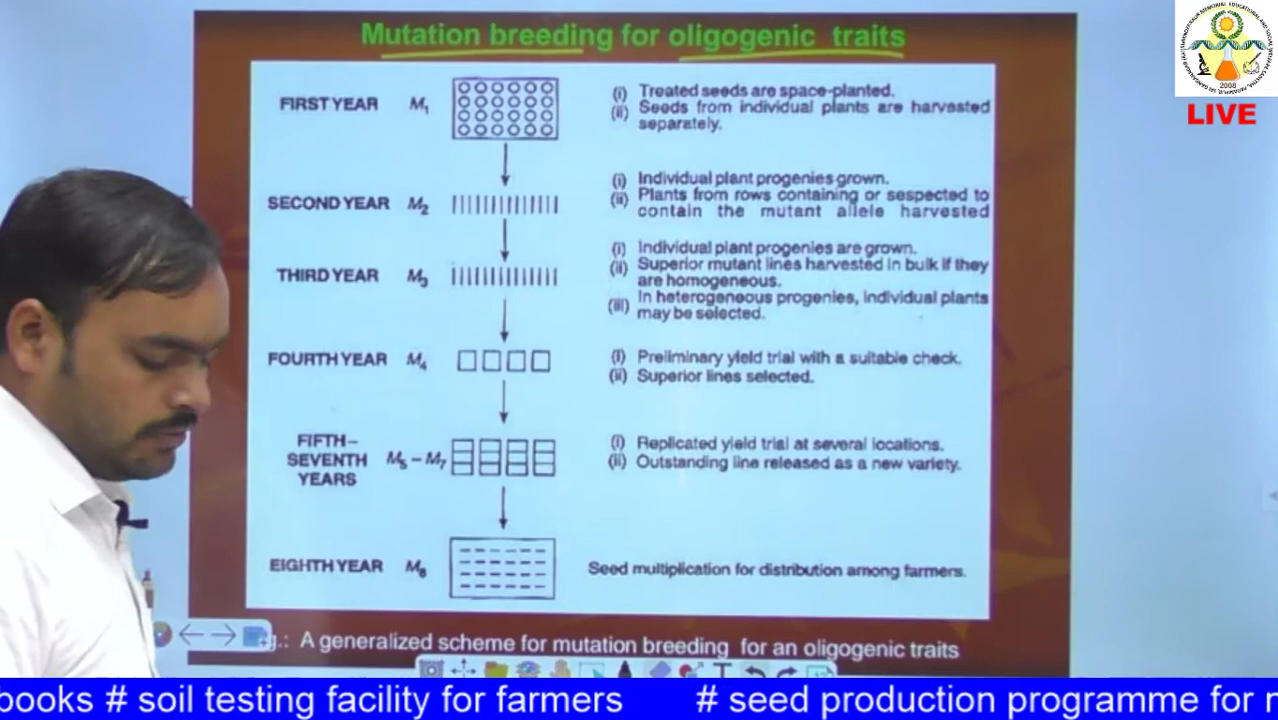 Mutation breeding for oligogenic traits
FIRST YEAR M₁
(i) Treated seeds are space-planted.
(ii) Seeds from individual plants are harvested
separately.
SECOND YEAR M₂
(i) Individual plant progenies grown.
(ii) Plants from rows containing or sespected to
contain the mutant allele harvested
THIRD YEAR M₃
(i) Individual plant progenies are grown.
(ii) Superior mutant lines harvested in bulk if they
are homogeneous.
(iii) In heterogeneous progenies, individual plants
may be selected.
FOURTH YEAR M₄
(i) Preliminary yield trial with a suitable check.
(ii) Superior lines selected.
FIFTH–
SEVENTH
YEARS
M₅ – M₇
(i) Replicated yield trial at several locations.
(ii) Outstanding line released as a new variety.
EIGHTH YEAR M₈
Seed multiplication for distribution among farmers.
A generalized scheme for mutation breeding for an oligogenic traits
2008
LIVE
books # soil testing facility for farmers # seed production programme for